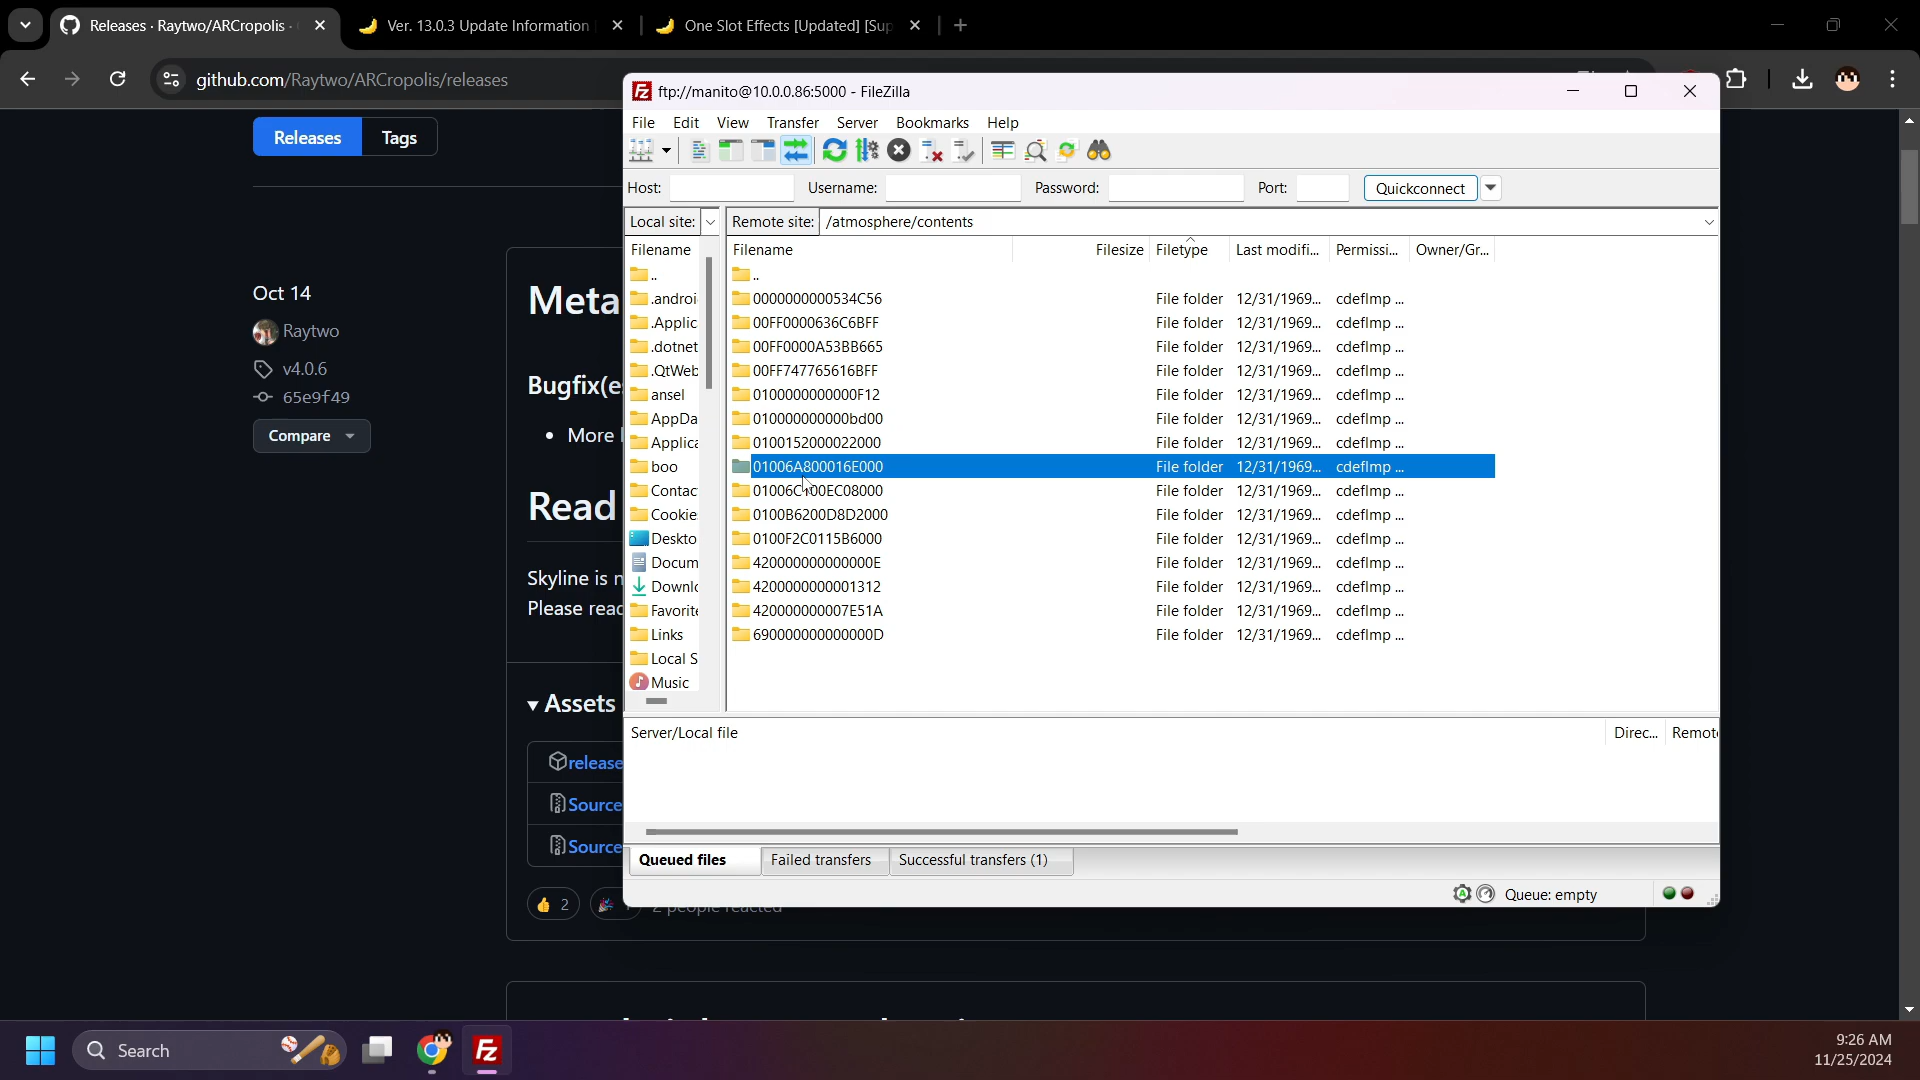 Releases · Raytwo/ARCropolis ·
Ver. 13.0.3 Update Information
One Slot Effects [Updated] [Sup
github.com/Raytwo/ARCropolis/releases
Releases
Tags
Oct 14
Raytwo
v4.0.6
65e9f49
Compare
Meta
Bugfix(e
More
Read
Skyline is n
Please read
Assets
release
Source
Source
2
ftp://manito@10.0.0.86:5000 - FileZilla
File Edit View Transfer Server Bookmarks Help
Host: Username: Password: Port: Quickconnect
Local site: Remote site: /atmosphere/contents
Filename Filename Filesize Filetype Last modifi... Permissi... Owner/Gr...
.. ..
.androi 0000000000534C56 File folder 12/31/1969... cdeflmp ...
.Applic 00FF0000636C6BFF File folder 12/31/1969... cdeflmp ...
.dotnet 00FF0000A53BB665 File folder 12/31/1969... cdeflmp ...
.QtWeb 00FF747765616BFF File folder 12/31/1969... cdeflmp ...
ansel 0100000000000F12 File folder 12/31/1969... cdeflmp ...
AppDa 010000000000bd00 File folder 12/31/1969... cdeflmp ...
Applica 0100152000022000 File folder 12/31/1969... cdeflmp ...
boo 01006A800016E000 File folder 12/31/1969... cdeflmp ...
Contac File folder 12/31/1969... cdeflmp ...
Cookie 0100B6200D8D2000 File folder 12/31/1969... cdeflmp ...
Deskto 0100F2C0115B6000 File folder 12/31/1969... cdeflmp ...
Docum 420000000000000E File folder 12/31/1969... cdeflmp ...
Downlo 4200000000001312 File folder 12/31/1969... cdeflmp ...
Favorite 420000000007E51A File folder 12/31/1969... cdeflmp ...
Links 690000000000000D File folder 12/31/1969... cdeflmp ...
Local S
Music
Server/Local file Direc... Remote
Queued files Failed transfers Successful transfers (1)
Queue: empty
2 people reacted
Search
9:26 AM
11/25/2024